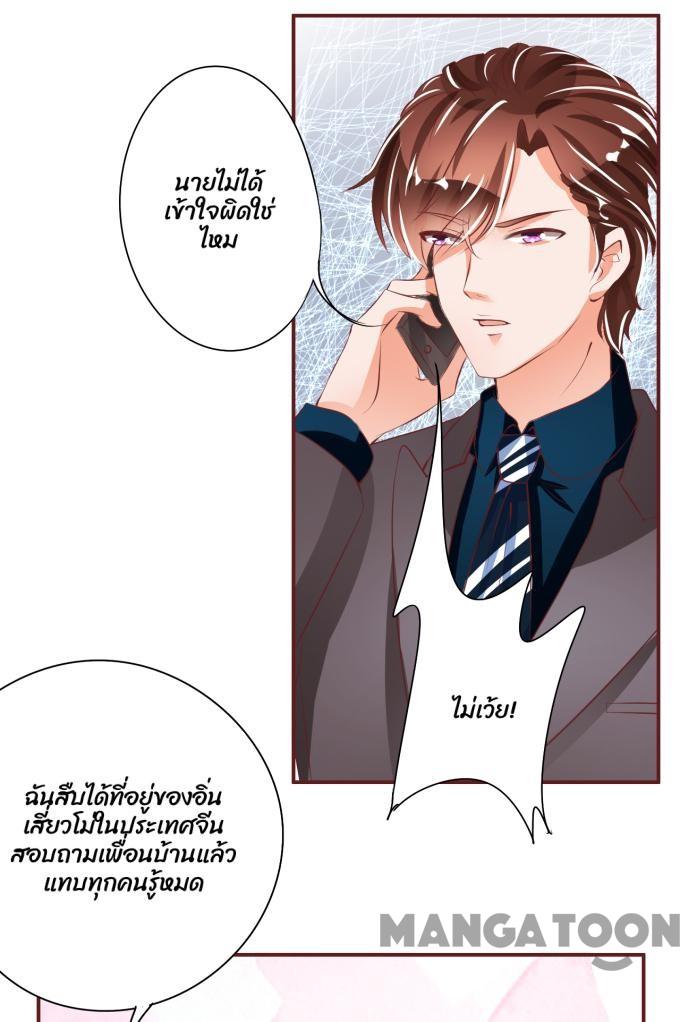 นายไม่ได้
เข้าใจผิดใช่
ไหม
ไม่เว้ย!
ฉันสืบได้ที่อยู่ของอิ่น
เสี่ยวโม่ในประเทศจีน
สอบถามเพื่อนบ้านแล้ว
แทบทุกคนรู้หมด
MANGATOON